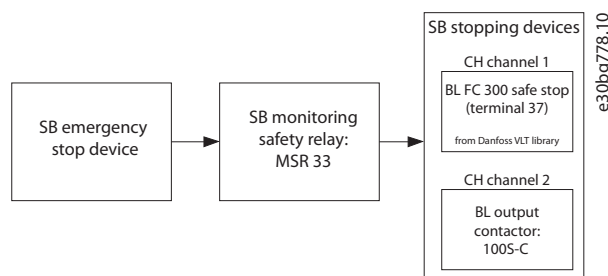 SB emergency
stop device
SB monitoring
safety relay:
MSR 33
SB stopping devices
CH channel 1
BL FC 300 safe stop
(terminal 37)
from Danfoss VLT library
CH channel 2
BL output
contactor:
100S-C
e30bq778.10